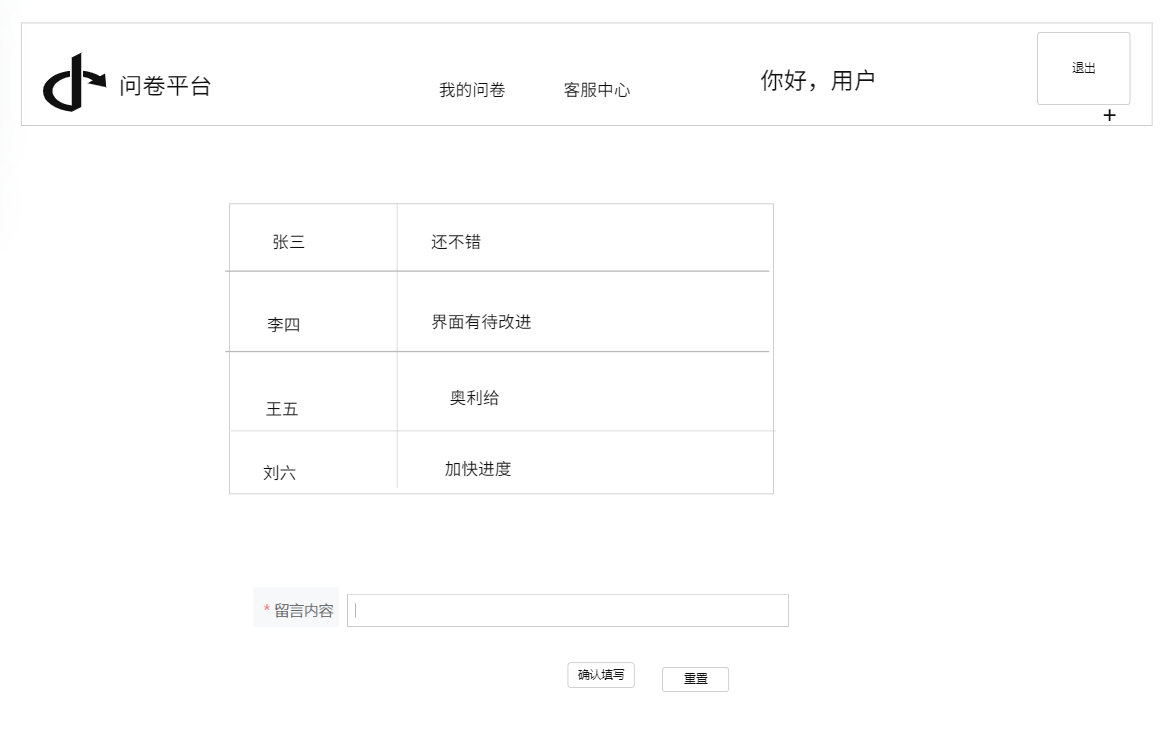 问卷平台
我的问卷
客服中心
你好，用户
退出
+
张三
还不错
李四
界面有待改进
王五
奥利给
刘六
加快进度
* 留言内容
确认填写
重置